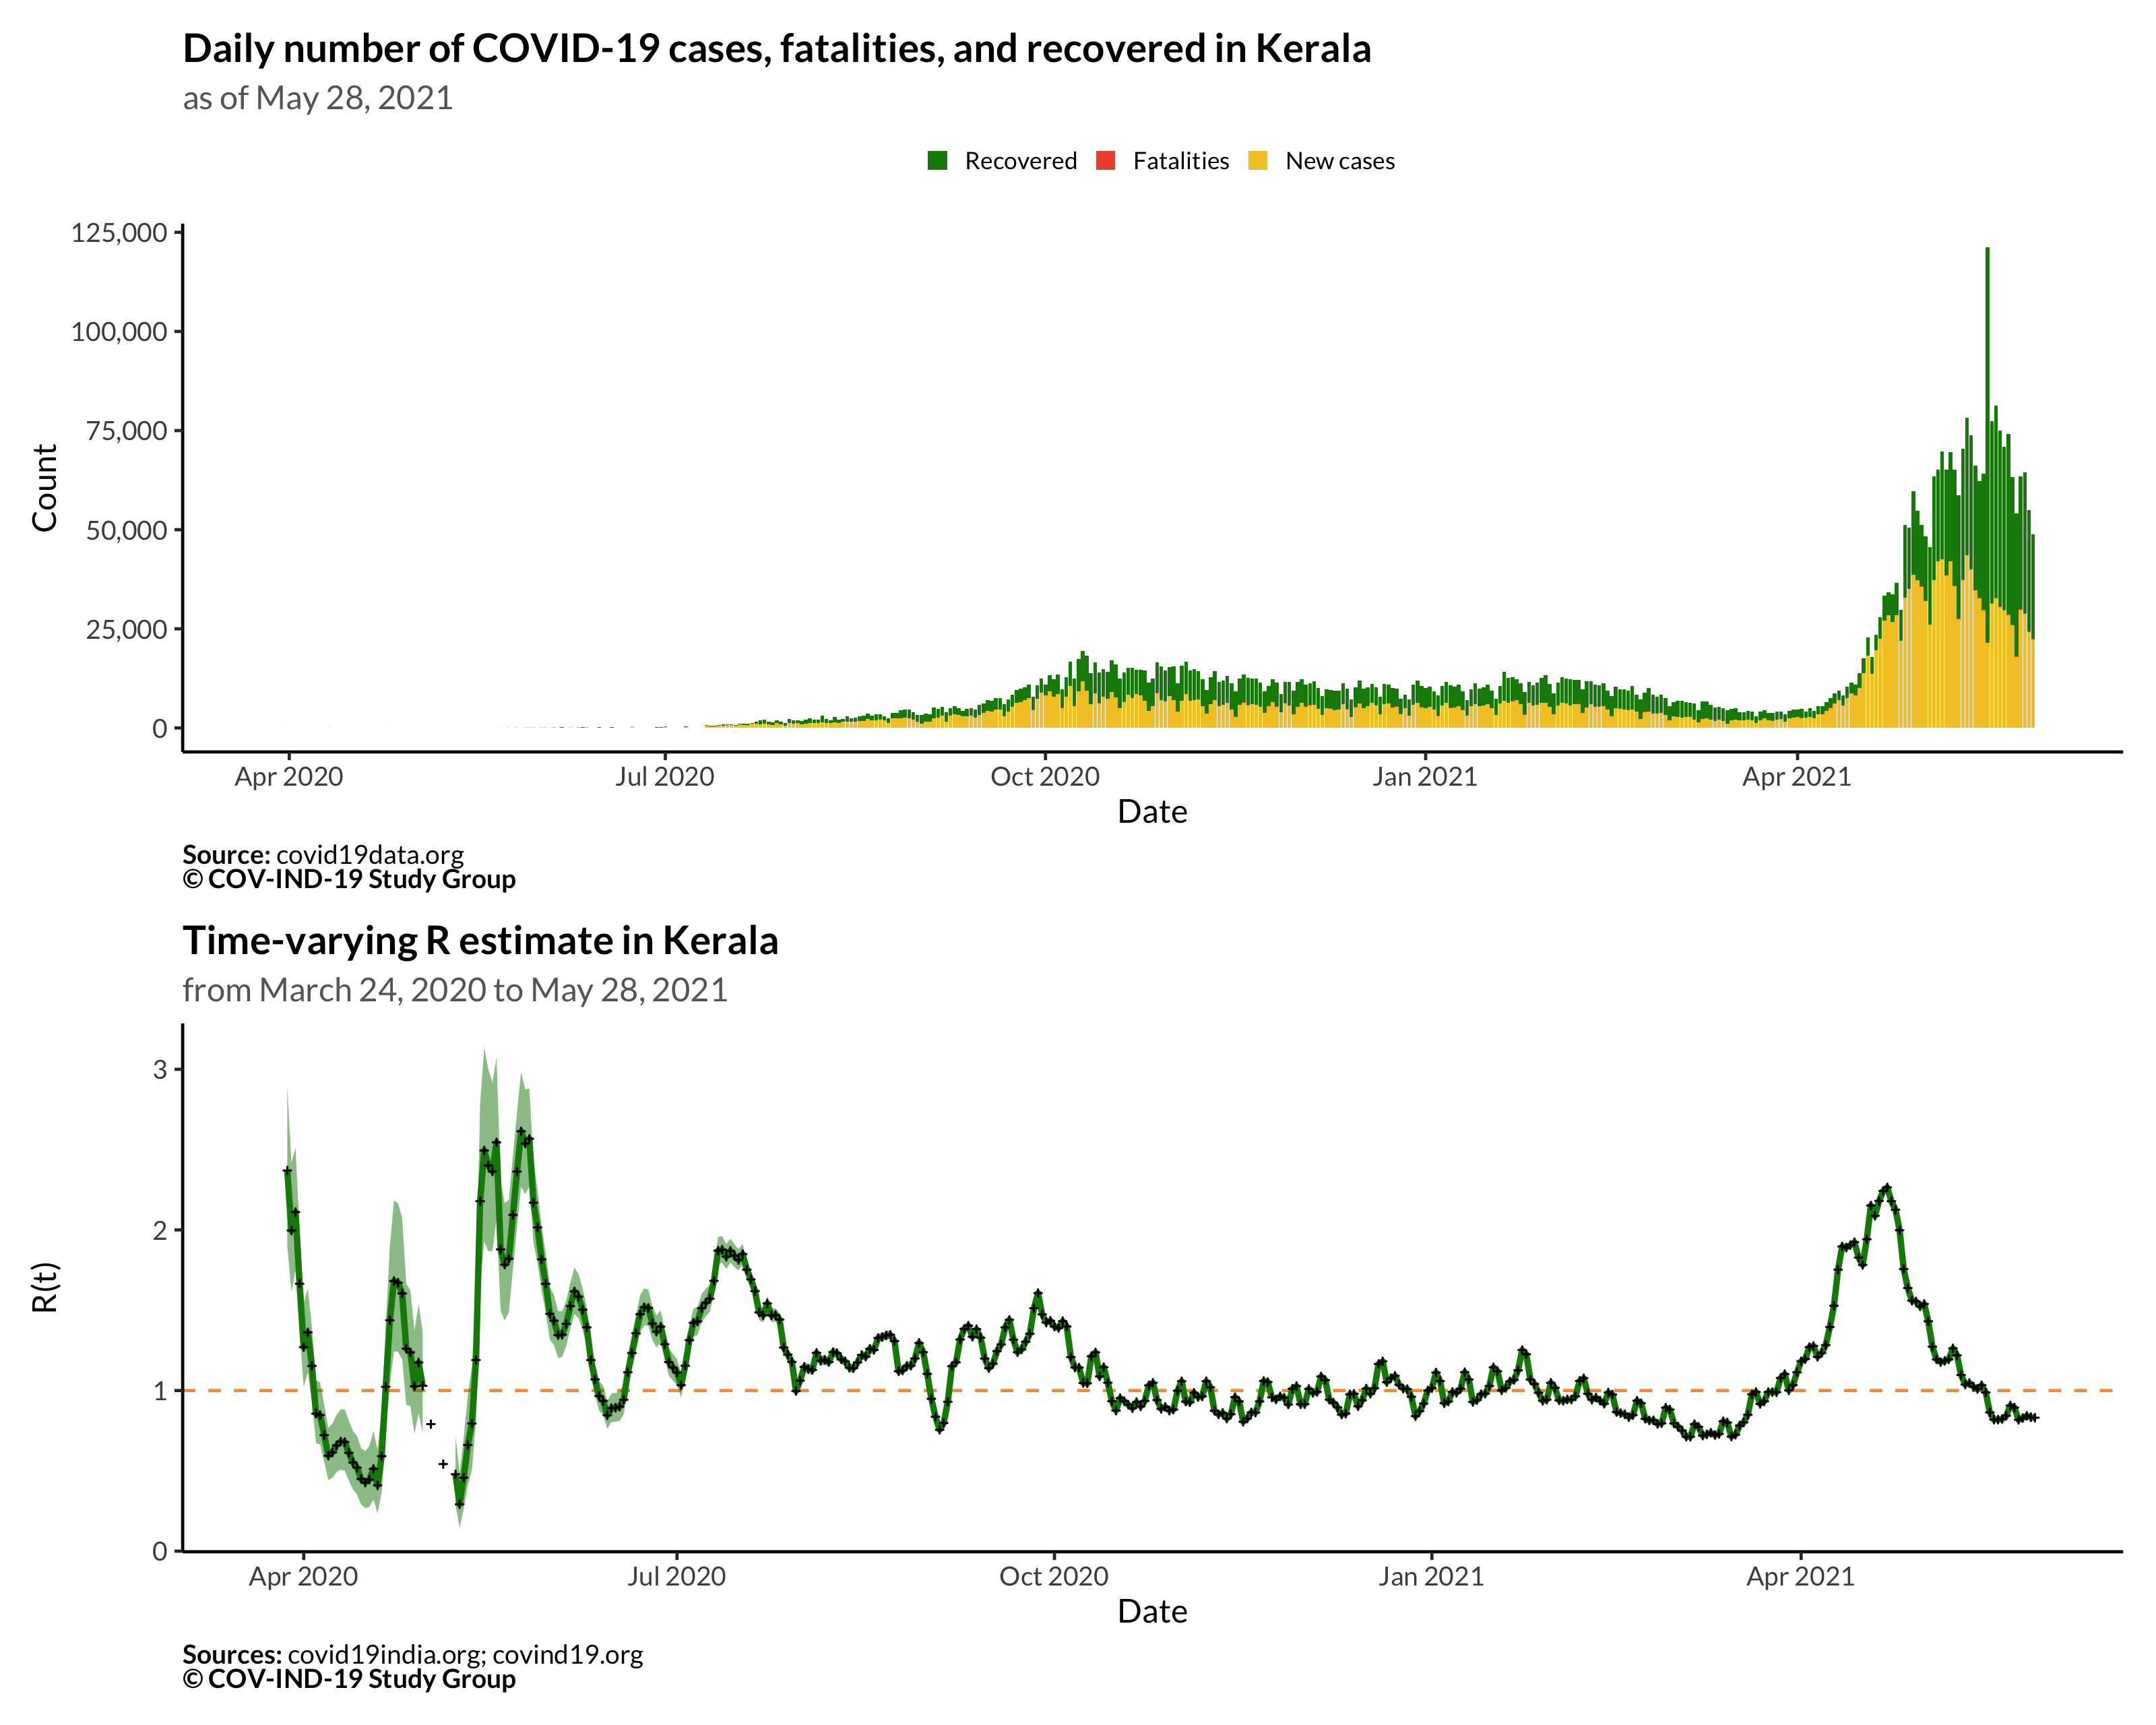 Daily number of COVID-19 cases, fatalities, and recovered in Kerala
as of May 28, 2021
Recovered Fatalities New cases
125,000
100,000
75,000
50,000
25,000
0
Count
Apr 2020 Jul 2020 Oct 2020 Jan 2021 Apr 2021
Date
Source: covid19data.org
© COV-IND-19 Study Group
Time-varying R estimate in Kerala
from March 24, 2020 to May 28, 2021
3
2
1
0
R(t)
Apr 2020 Jul 2020 Oct 2020 Jan 2021 Apr 2021
Date
Sources: covid19india.org; covind19.org
© COV-IND-19 Study Group